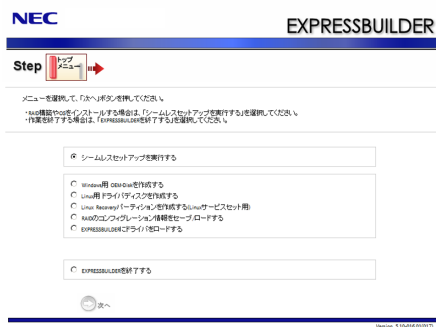 NEC
EXPRESSBUILDER
Step トップ
メニュー
メニューを選択して、「次へ」ボタンを押してください。
・RAID構築やOSをインストールする場合は、「シームレスセットアップを実行する」を選択してください。
・作業を終了する場合は、「EXPRESSBUILDERを終了する」を選択してください。
シームレスセットアップを実行する
Windows用 OEM-Diskを作成する
Linux用 ドライバディスクを作成する
Linux Recoveryパーティションを作成する(Linuxサービスセット用)
RAIDのコンフィグレーション情報をセーブ/ロードする
EXPRESSBUILDERにドライバをロードする
EXPRESSBUILDERを終了する
次へ